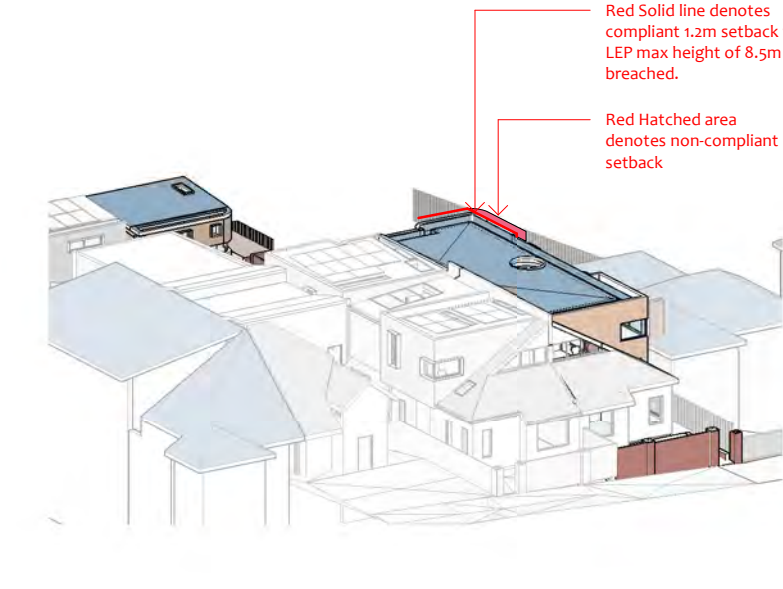 Red Solid line denotes
compliant 1.2m setback
LEP max height of 8.5m
breached.
Red Hatched area
denotes non-compliant
setback